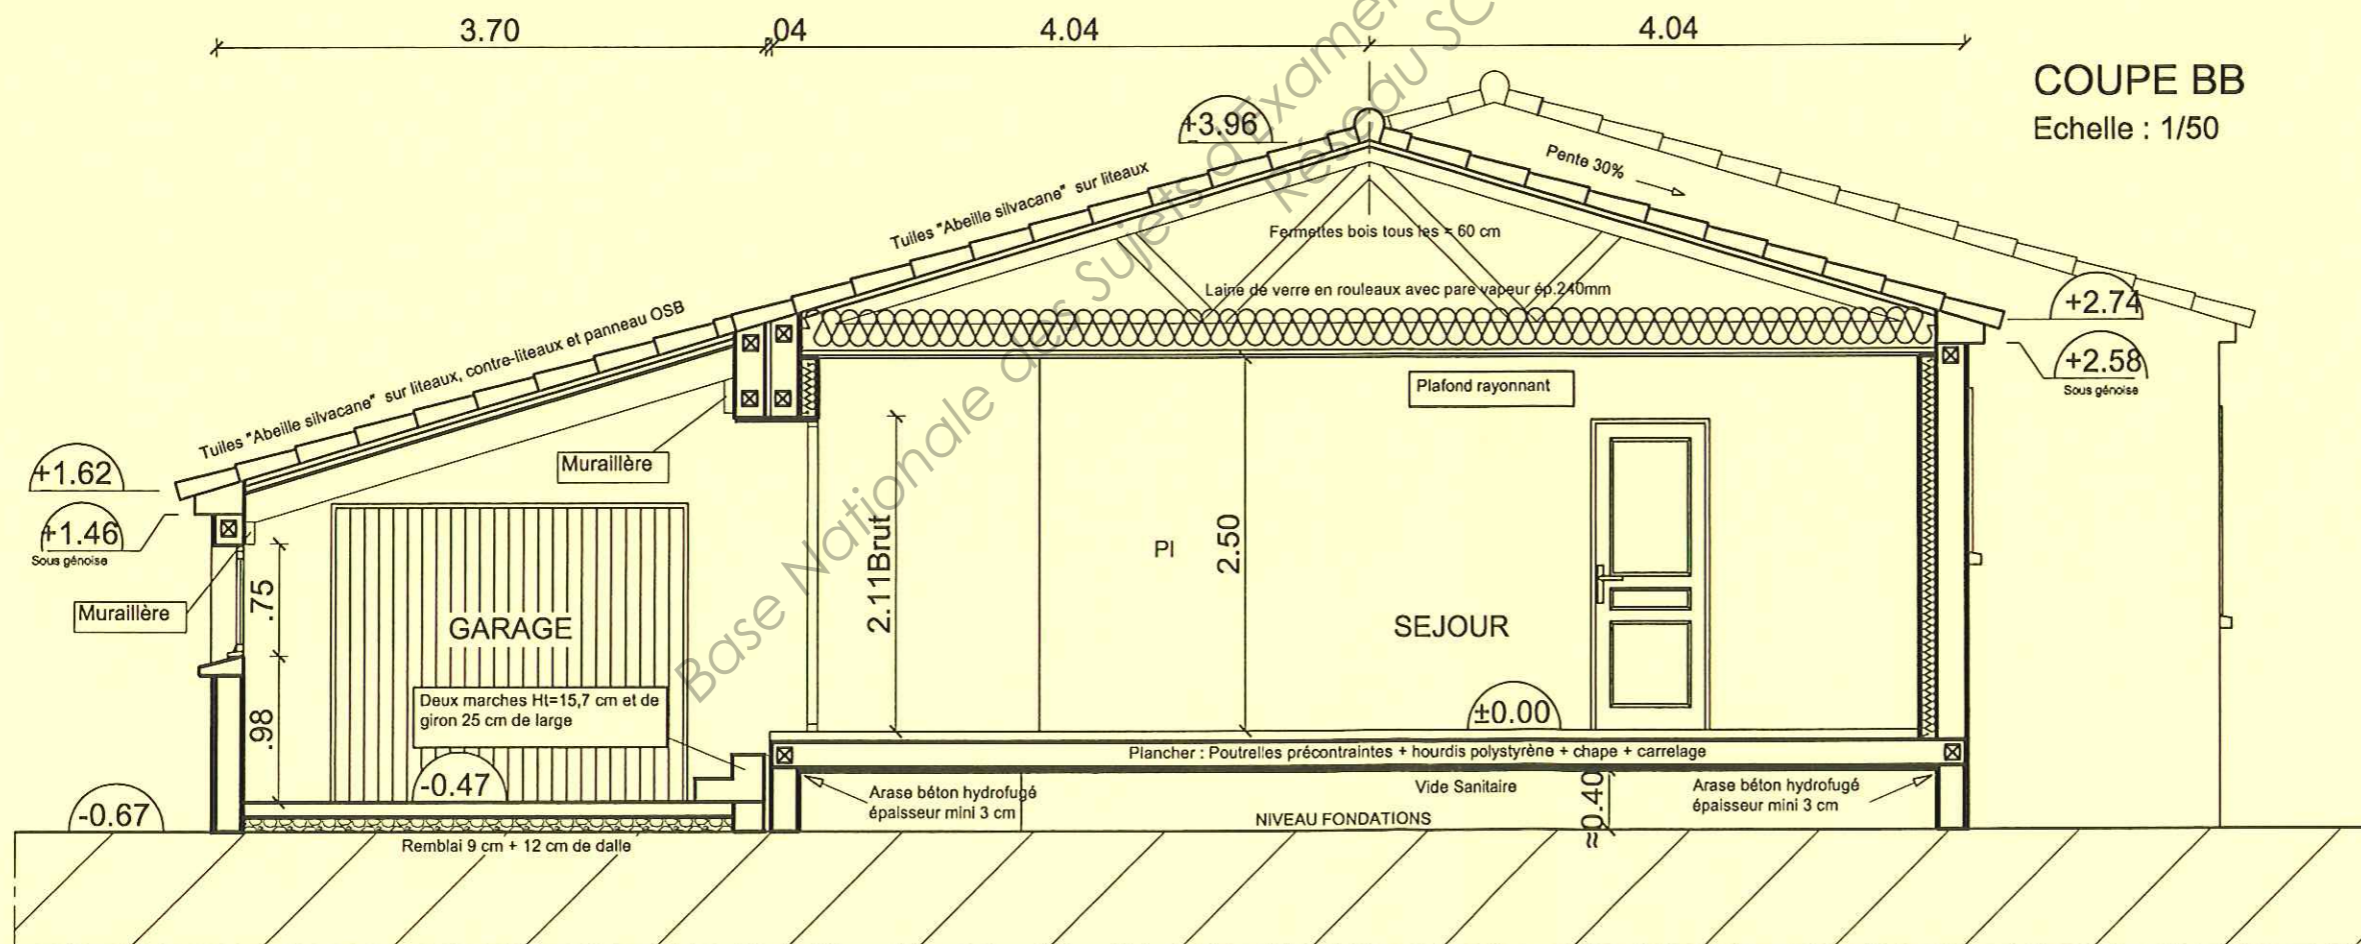 3.70
.04
4.04
4.04
COUPE BB
Echelle : 1/50
+3.96
Pente 30%
Tuiles "Abeille silvacane" sur liteaux
Fermettes bois tous les ≈ 60 cm
Laine de verre en rouleaux avec pare vapeur ép.240mm
+2.74
+2.58
Sous génoise
Tuiles "Abeille silvacane" sur liteaux, contre-liteaux et panneau OSB
Plafond rayonnant
Muraillère
+1.62
+1.46
Sous génoise
Muraillère
.75
.98
GARAGE
2.11Brut
PI
2.50
SEJOUR
Deux marches Ht=15,7 cm et de
giron 25 cm de large
±0.00
Plancher : Poutrelles précontraintes + hourdis polystyrène + chape + carrelage
-0.47
-0.67
Arase béton hydrofugé
épaisseur mini 3 cm
Vide Sanitaire
≈0.40
Arase béton hydrofugé
épaisseur mini 3 cm
NIVEAU FONDATIONS
Remblai 9 cm + 12 cm de dalle
Base Nationale des Sujets d'Examen
Réseau SC